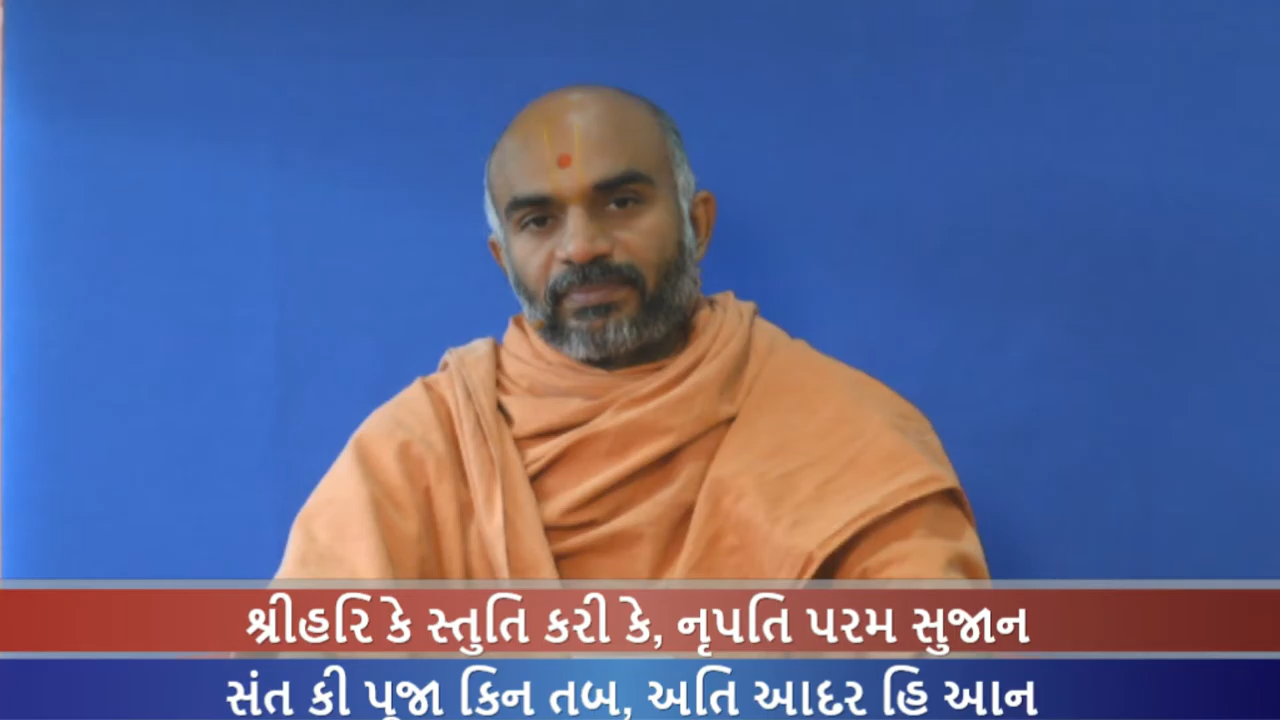 શ્રીહરિ કે સ્તુતિ કરી કે, નૃપતિ પરમ સુજાન
સંત કી પૂજા કિન તબ, અતિ આદર હિ આન